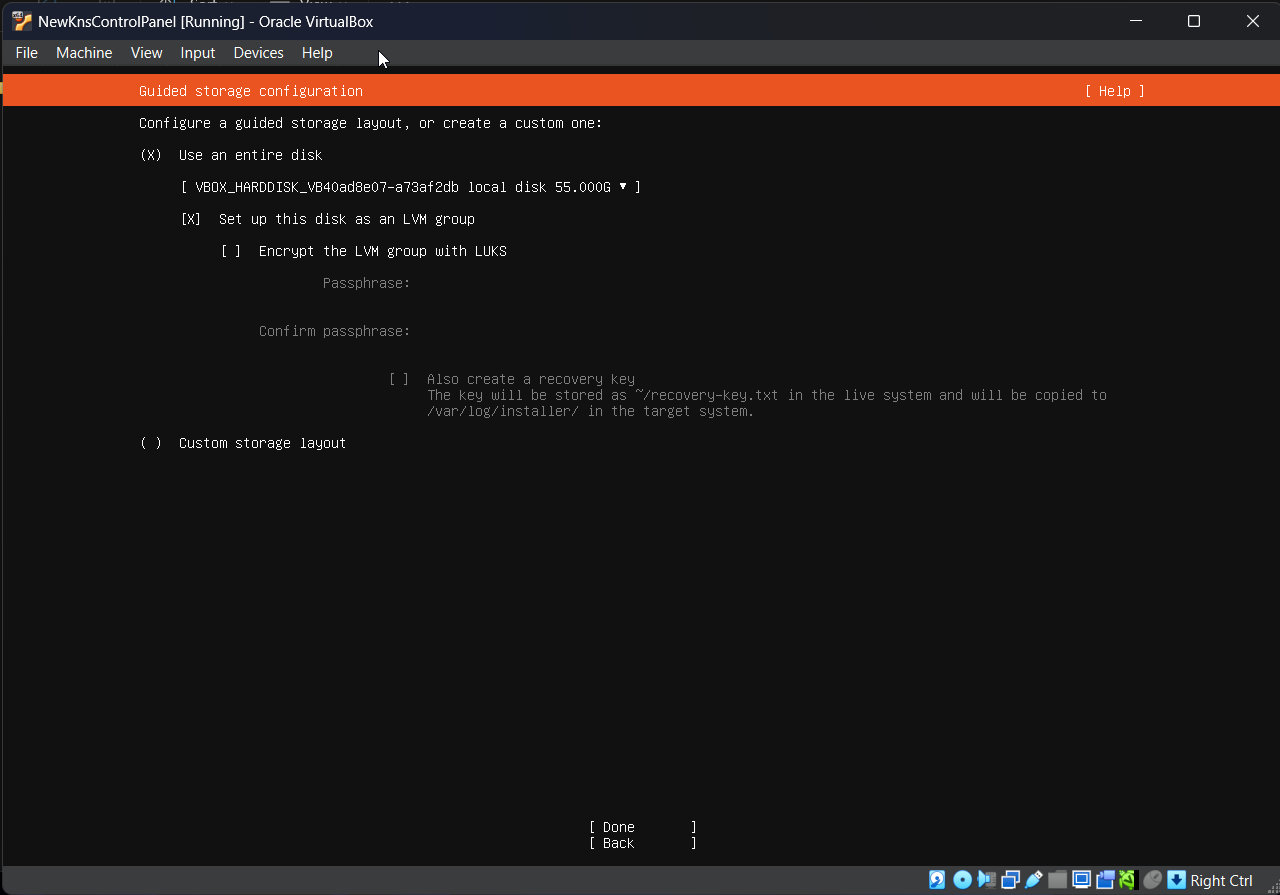 NewKnsControlPanel [Running] - Oracle VirtualBox
File Machine View Input Devices Help
Guided storage configuration [ Help ]
Configure a guided storage layout, or create a custom one:
(X) Use an entire disk
[ VBOX_HARDDISK_VB40ad8e07-a73af2db local disk 55.000G ▾ ]
[X] Set up this disk as an LVM group
[ ] Encrypt the LVM group with LUKS
Passphrase:
Confirm passphrase:
[ ] Also create a recovery key
The key will be stored as ~/recovery-key.txt in the live system and will be copied to
/var/log/installer/ in the target system.
( ) Custom storage layout
[ Done ]
[ Back ]
Right Ctrl